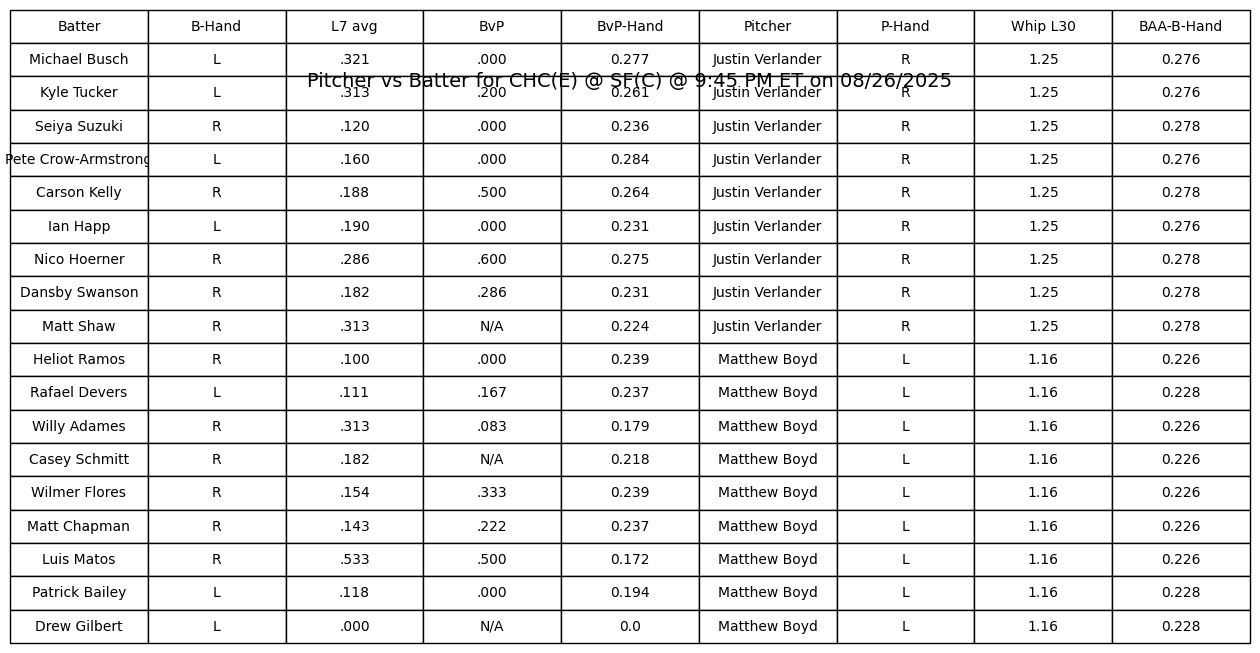 Batter B-Hand L7 avg BvP BvP-Hand Pitcher P-Hand Whip L30 BAA-B-Hand
Michael Busch L .321 .000 0.277 Justin Verlander R 1.25 0.276
Pitcher vs Batter for CHC(E) @ SF(C) @ 9:45 PM ET on 08/26/2025
Kyle Tucker L .313 .200 0.261 Justin Verlander R 1.25 0.276
Seiya Suzuki R .120 .000 0.236 Justin Verlander R 1.25 0.278
Pete Crow-Armstrong L .160 .000 0.284 Justin Verlander R 1.25 0.276
Carson Kelly R .188 .500 0.264 Justin Verlander R 1.25 0.278
Ian Happ L .190 .000 0.231 Justin Verlander R 1.25 0.276
Nico Hoerner R .286 .600 0.275 Justin Verlander R 1.25 0.278
Dansby Swanson R .182 .286 0.231 Justin Verlander R 1.25 0.278
Matt Shaw R .313 N/A 0.224 Justin Verlander R 1.25 0.278
Heliot Ramos R .100 .000 0.239 Matthew Boyd L 1.16 0.226
Rafael Devers L .111 .167 0.237 Matthew Boyd L 1.16 0.228
Willy Adames R .313 .083 0.179 Matthew Boyd L 1.16 0.226
Casey Schmitt R .182 N/A 0.218 Matthew Boyd L 1.16 0.226
Wilmer Flores R .154 .333 0.239 Matthew Boyd L 1.16 0.226
Matt Chapman R .143 .222 0.237 Matthew Boyd L 1.16 0.226
Luis Matos R .533 .500 0.172 Matthew Boyd L 1.16 0.226
Patrick Bailey L .118 .000 0.194 Matthew Boyd L 1.16 0.228
Drew Gilbert L .000 N/A 0.0 Matthew Boyd L 1.16 0.228